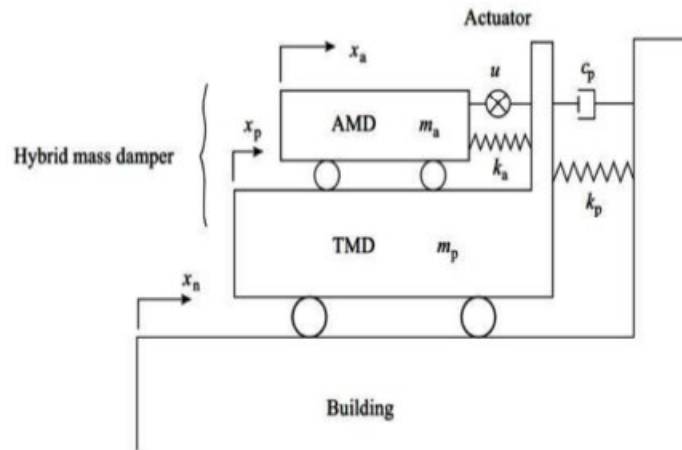 Actuator
x_a
u
c_p
AMD m_a
x_p
Hybrid mass damper
k_a
k_p
TMD m_p
x_n
Building